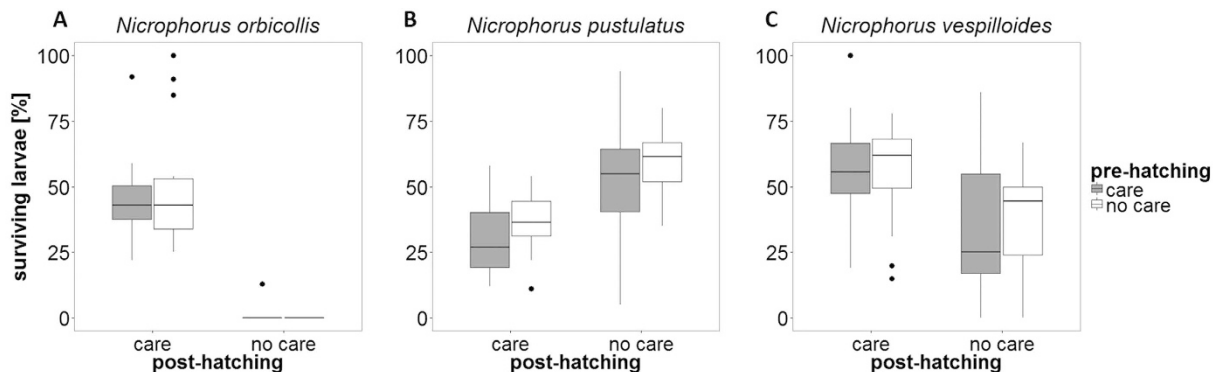 A
Nicrophorus orbicollis
B
Nicrophorus pustulatus
C
Nicrophorus vespilloides
surviving larvae [%]
100
75
50
25
0
care
no care
post-hatching
100
75
50
25
0
care
no care
post-hatching
100
75
50
25
0
care
no care
post-hatching
pre-hatching
care
no care